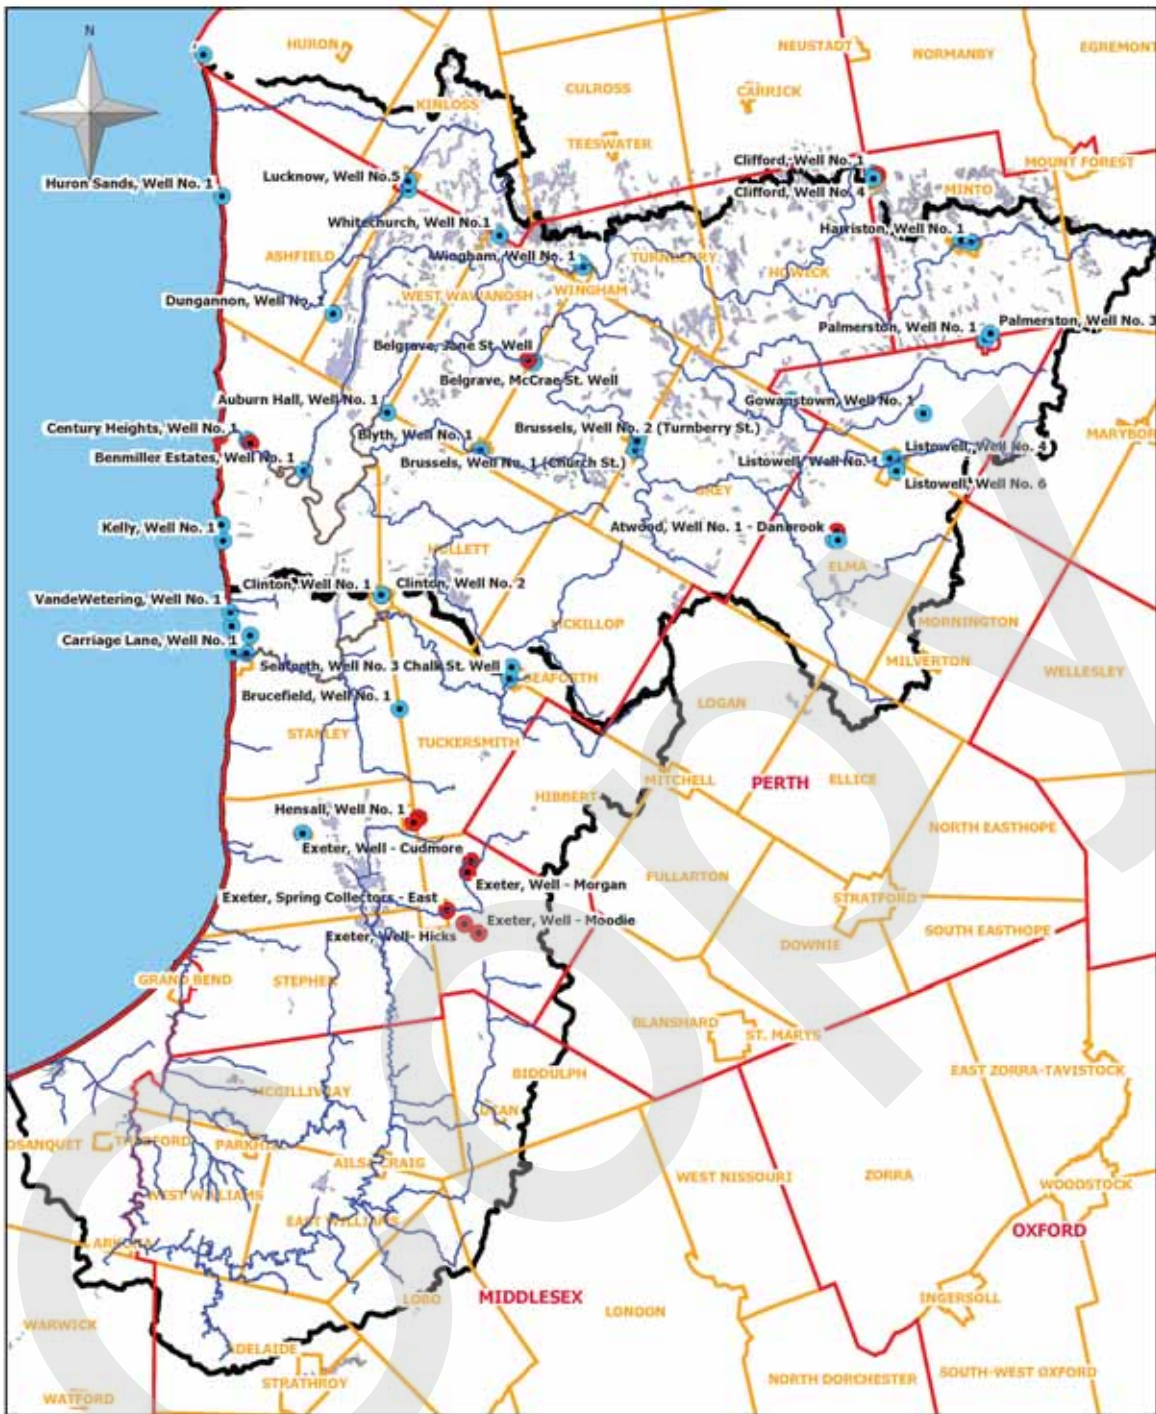 N
HURON
NEUSTADT
NORMANBY
EGREMONT
CULROSS
CARRICK
KINLOSS
TEESWATER
MOUNT FOREST
Clifford, Well No. 1
Clifford, Well No. 4
MINTO
Huron Sands, Well No. 1
Lucknow, Well No.5
Whitechurch, Well No.1
Harriston, Well No. 1
ASHFIELD
Wingham, Well No. 1
TURNBERRY
HOWICK
WEST WAWANOSH
WINGHAM
Dungannon, Well No. 1
Palmerston, Well No. 1
Palmerston, Well No. 3
Belgrave, Jane St. Well
Belgrave, McCrae St. Well
Auburn Hall, Well No. 1
Gowanstown, Well No. 1
Century Heights, Well No. 1
Blyth, Well No. 1
Brussels, Well No. 2 (Turnberry St.)
MARYBOR
Benmiller Estates, Well No. 1
Brussels, Well No. 1 (Church St.)
Listowell, Well No. 4
Listowell, Well No. 1
Listowell, Well No. 6
GREY
Kelly, Well No. 1
Atwood, Well No. 1 - Danbrook
HULLETT
ELMA
Clinton, Well No. 1
Clinton, Well No. 2
VandeWetering, Well No. 1
MCKILLOP
MORNINGTON
Carriage Lane, Well No. 1
Seaforth, Well No. 3 Chalk St. Well
SEAFORTH
MILVERTON
WELLESLEY
Brucefield, Well No. 1
LOGAN
STANLEY
TUCKERSMITH
MITCHELL
PERTH
ELLICE
HIBBERT
Hensall, Well No. 1
NORTH EASTHOPE
Exeter, Well - Cudmore
Exeter, Well - Morgan
FULLARTON
Exeter, Spring Collectors - East
STRATFORD
Exeter, Well - Moodie
Exeter, Well- Hicks
SOUTH EASTHOPE
DOWNIE
GRAND BEND
STEPHEN
BLANSHARD
ST. MARYS
BIDDULPH
EAST ZORRA-TAVISTOCK
MCGILLIVRAY
LUCAN
OSANQUET
THEDFORD
PARKHILL
AILSA CRAIG
WEST NISSOURI
ZORRA
WOODSTOCK
WEST WILLIAMS
EAST WILLIAMS
OXFORD
ARKONA
MIDDLESEX
LOBO
LONDON
INGERSOLL
WARWICK
ADELAIDE
STRATHROY
NORTH DORCHESTER
SOUTH-WEST OXFORD
WATFORD
Copy